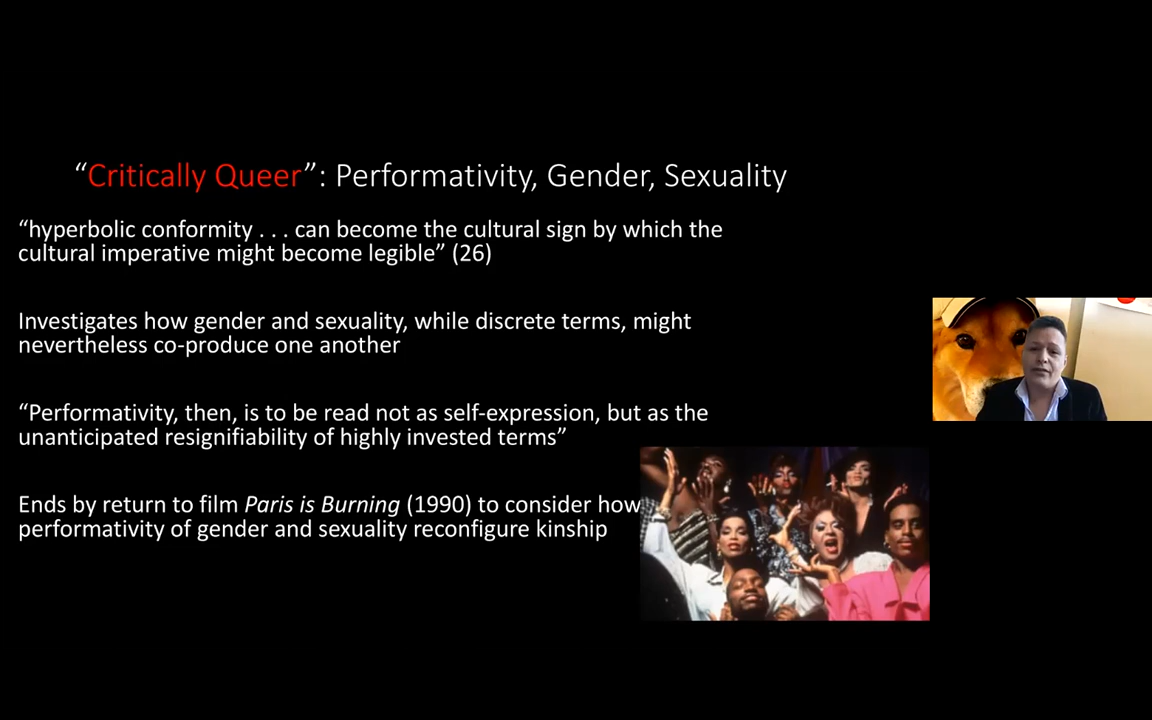 “Critically Queer”: Performativity, Gender, Sexuality
“hyperbolic conformity . . . can become the cultural sign by which the
cultural imperative might become legible” (26)
Investigates how gender and sexuality, while discrete terms, might
nevertheless co-produce one another
“Performativity, then, is to be read not as self-expression, but as the
unanticipated resignifiability of highly invested terms”
Ends by return to film Paris is Burning (1990) to consider how
performativity of gender and sexuality reconfigure kinship